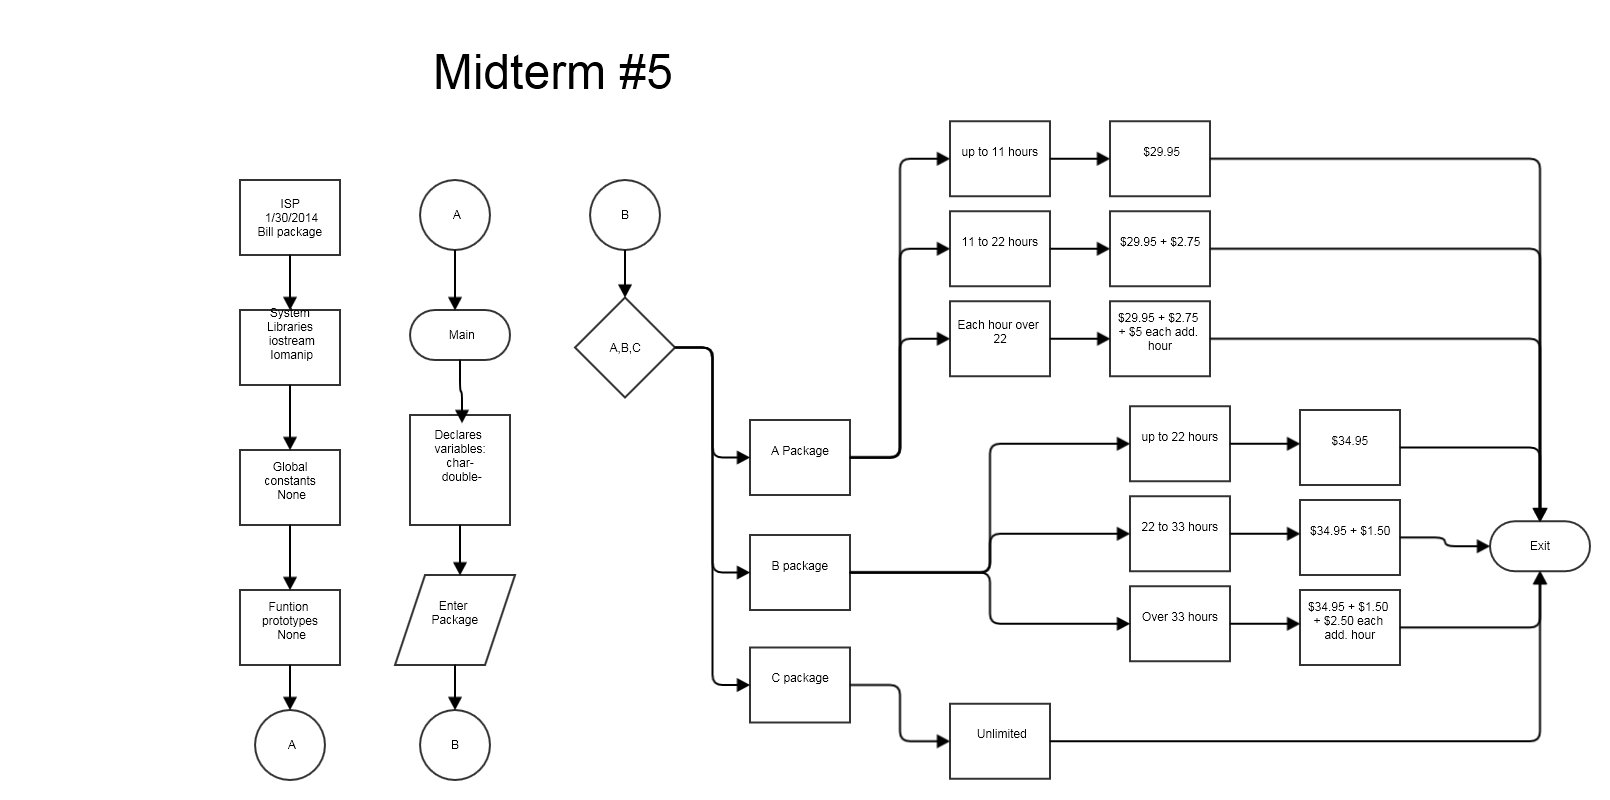 Midterm #5
ISP
1/30/2014
Bill package
System
Libraries
iostream
Iomanip
Global
constants
None
Funtion
prototypes
None
A
A
Main
Declares
variables:
char-
double-
Enter
Package
B
B
A,B,C
A Package
up to 11 hours
$29.95
11 to 22 hours
$29.95 + $2.75
Each hour over
22
$29.95 + $2.75
+ $5 each add.
hour
B package
up to 22 hours
$34.95
22 to 33 hours
$34.95 + $1.50
Over 33 hours
$34.95 + $1.50
+ $2.50 each
add. hour
C package
Unlimited
Exit